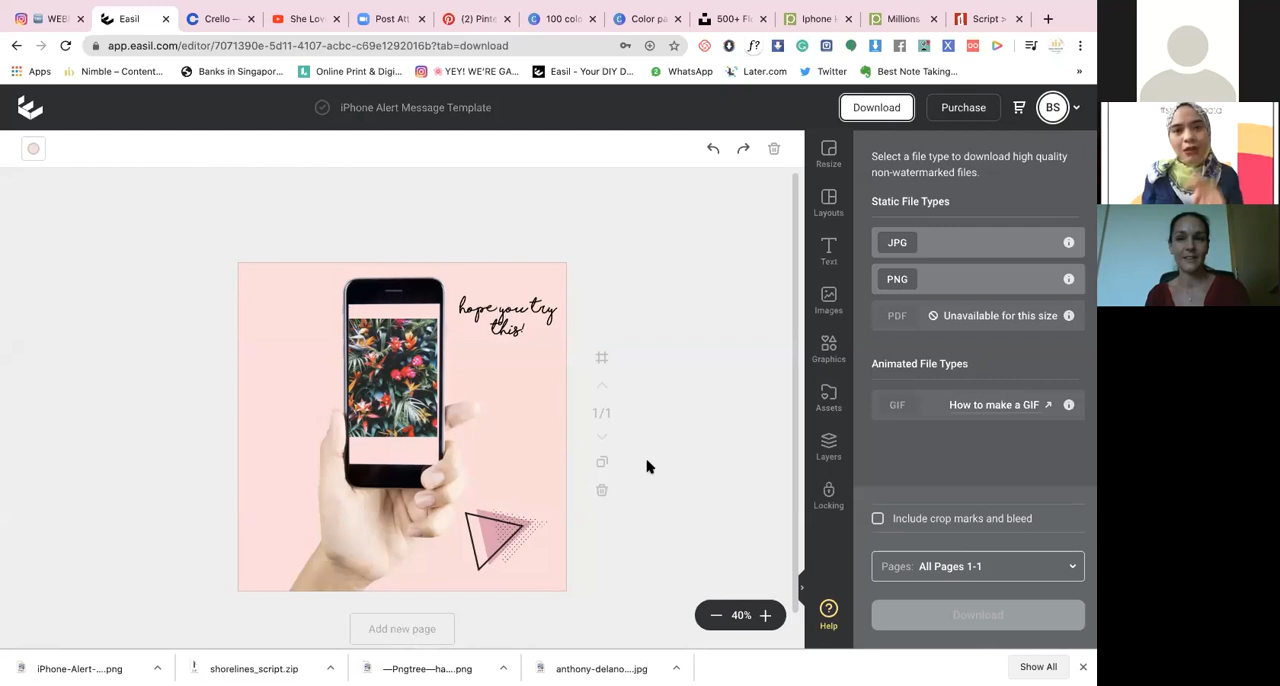 WEBI
Easil
Crello —
She Lov
Post Att
(2) Pint
100 colo
Color pa
500+ Fl
Iphone
Millions
Script >
app.easil.com/editor/7071390e-5d11-4107-acbc-c69e1292016b?tab=download
Apps
Nimble – Content...
Banks in Singapor...
Online Print & Digi...
YEY! WE'RE GA...
Easil - Your DIY D...
WhatsApp
Later.com
Twitter
Best Note Taking...
»
iPhone Alert Message Template
Download
Purchase
BS
Resize
Layouts
Text
Images
Graphics
Assets
Layers
Locking
Help
Select a file type to download high quality
non-watermarked files.
Static File Types
JPG
PNG
PDF Unavailable for this size
Animated File Types
GIF How to make a GIF
Include crop marks and bleed
Pages: All Pages 1-1
Download
hope you try
this!
1/1
40%
Add new page
iPhone-Alert-....png
shorelines_script.zip
—Pngtree—ha....png
anthony-delano....jpg
Show All